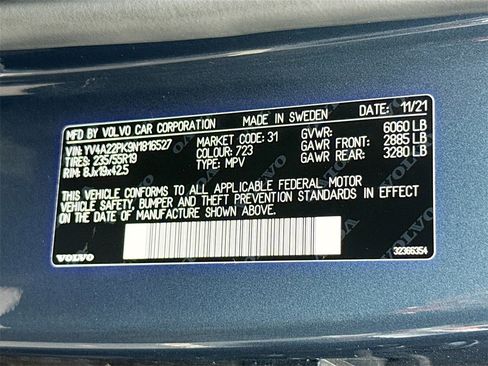 MFD BY VOLVO CAR CORPORATION MADE IN SWEDEN DATE: 11/21
VIN: YV4A22PK9N1816527 MARKET CODE: 31 GVWR: 6060 LB
TIRES: 235/55R19 COLOUR: 723 GAWR FRONT: 2885 LB
RIM: 8Jx19x42.5 TYPE: MPV GAWR REAR: 3280 LB
THIS VEHICLE CONFORMS TO ALL APPLICABLE FEDERAL MOTOR
VEHICLE SAFETY, BUMPER AND THEFT PREVENTION STANDARDS IN EFFECT
ON THE DATE OF MANUFACTURE SHOWN ABOVE.
VOLVO 32366354